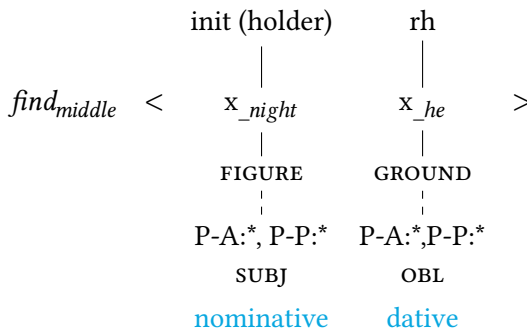 init (holder) rh
find_middle < x_night x_he >
FIGURE GROUND
P-A:*, P-P:* P-A:*,P-P:*
SUBJ OBL
nominative dative